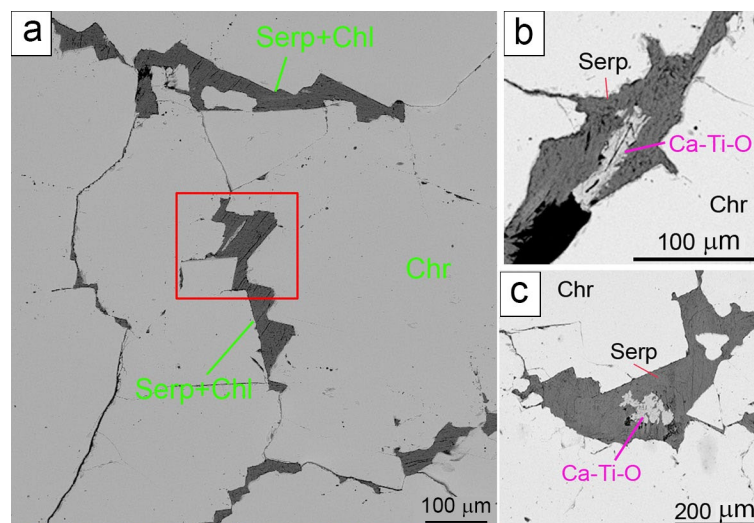 a
Serp+Chl
Chr
Serp+Chl
100 μm
b
Serp
Ca-Ti-O
Chr
100 μm
c
Chr
Serp
Ca-Ti-O
200 μm